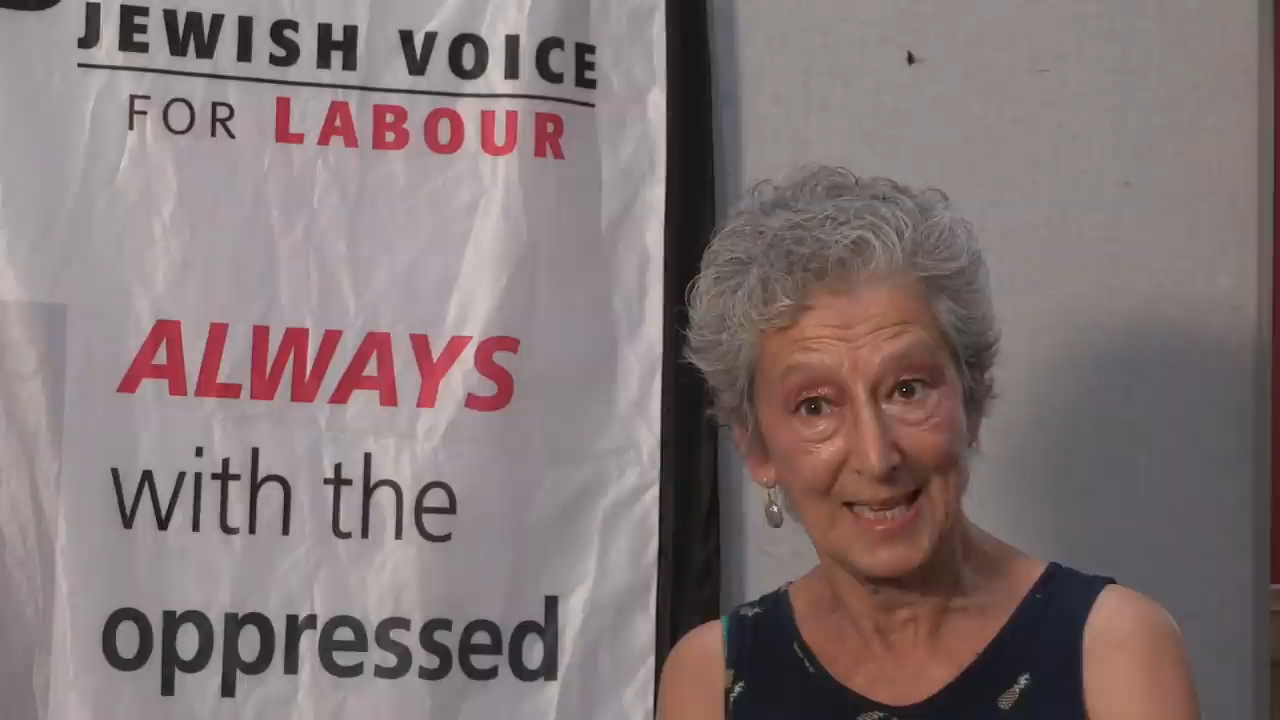 JEWISH VOICE
FOR LABOUR
ALWAYS
with the
oppressed